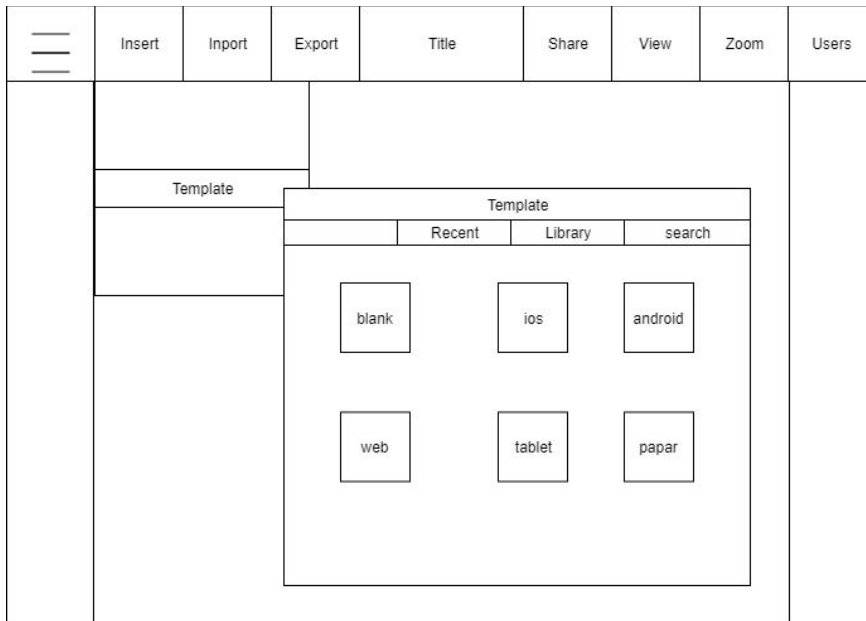 Insert Inport Export Title Share View Zoom Users
Template
Template
Recent Library search
blank ios android
web tablet papar